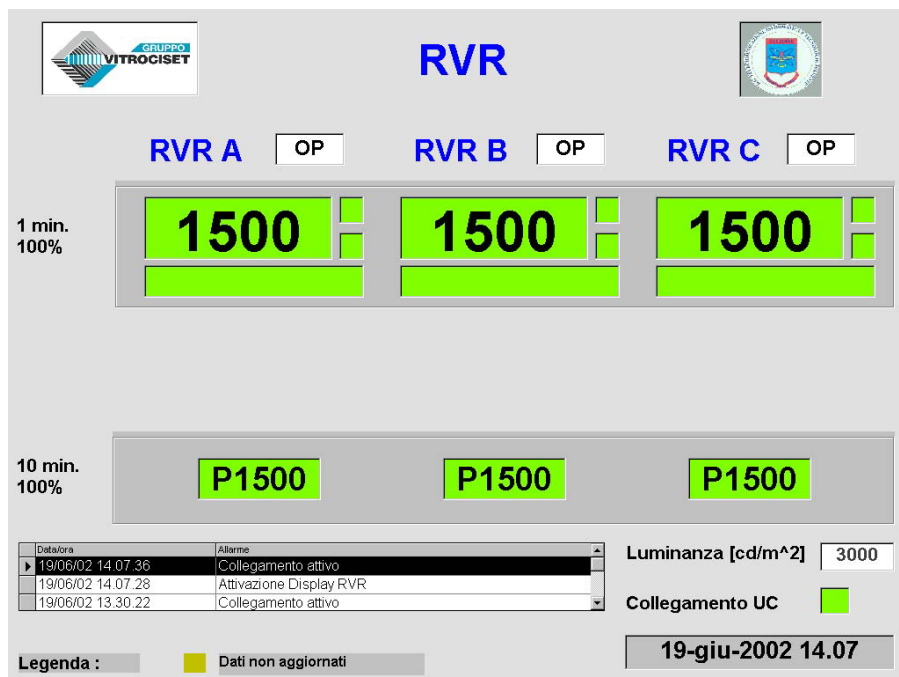 GRUPPO
VITROCISET
RVR
RVR A OP RVR B OP RVR C OP
1 min.
100%
1500 1500 1500
10 min.
100%
P1500 P1500 P1500
Data/ora Allarme
19/06/02 14.07.36 Collegamento attivo
19/06/02 14.07.28 Attivazione Display RVR
19/06/02 13.30.22 Collegamento attivo
Luminanza [cd/m^2] 3000
Collegamento UC
19-giu-2002 14.07
Legenda : Dati non aggiornati